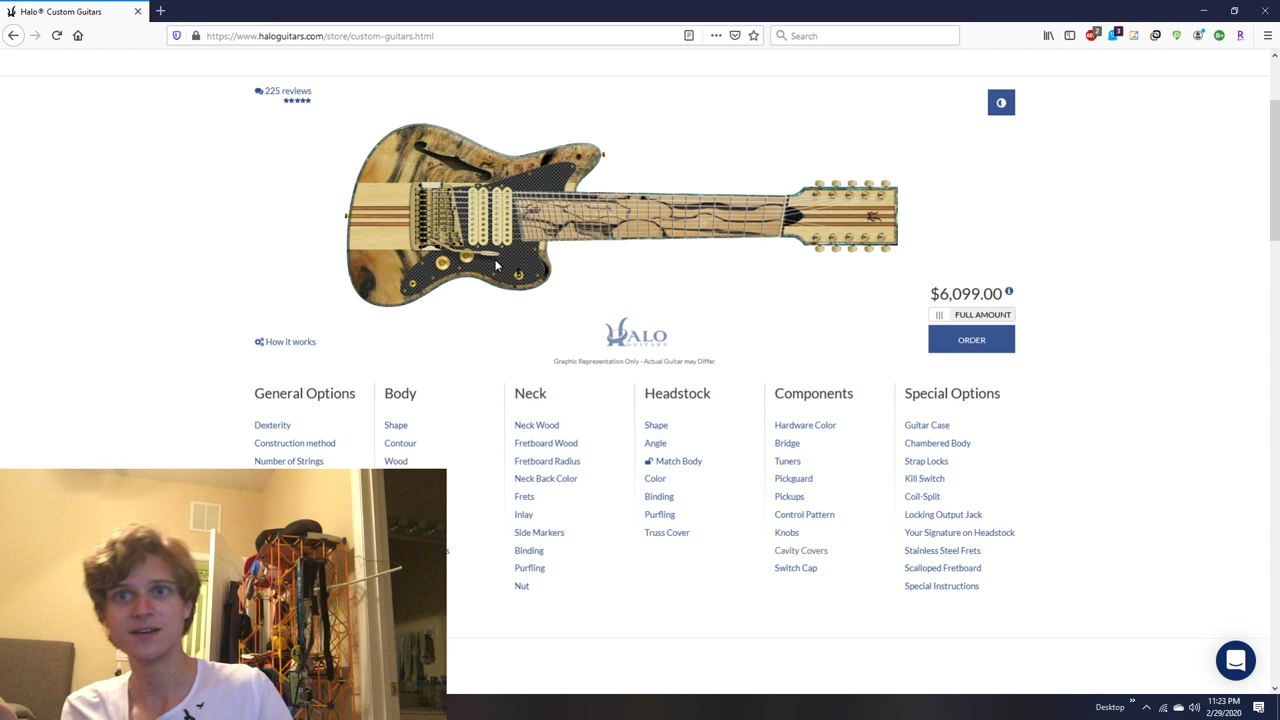 Halo® Custom Guitars
https://www.haloguitars.com/store/custom-guitars.html
Search
2
3
225 reviews
$6,099.00
FULL AMOUNT
ORDER
How it works
HALO
GUITARS
Graphic Representation Only - Actual Guitar may Differ.
General Options
Dexterity
Construction method
Number of Strings
Body
Shape
Contour
Wood
Neck
Neck Wood
Fretboard Wood
Fretboard Radius
Neck Back Color
Frets
Inlay
Side Markers
Binding
Purfling
Nut
Headstock
Shape
Angle
Match Body
Color
Binding
Purfling
Truss Cover
Components
Hardware Color
Bridge
Tuners
Pickguard
Pickups
Control Pattern
Knobs
Cavity Covers
Switch Cap
Special Options
Guitar Case
Chambered Body
Strap Locks
Kill Switch
Coil-Split
Locking Output Jack
Your Signature on Headstock
Stainless Steel Frets
Scalloped Fretboard
Special Instructions
Desktop
11:23 PM
2/29/2020